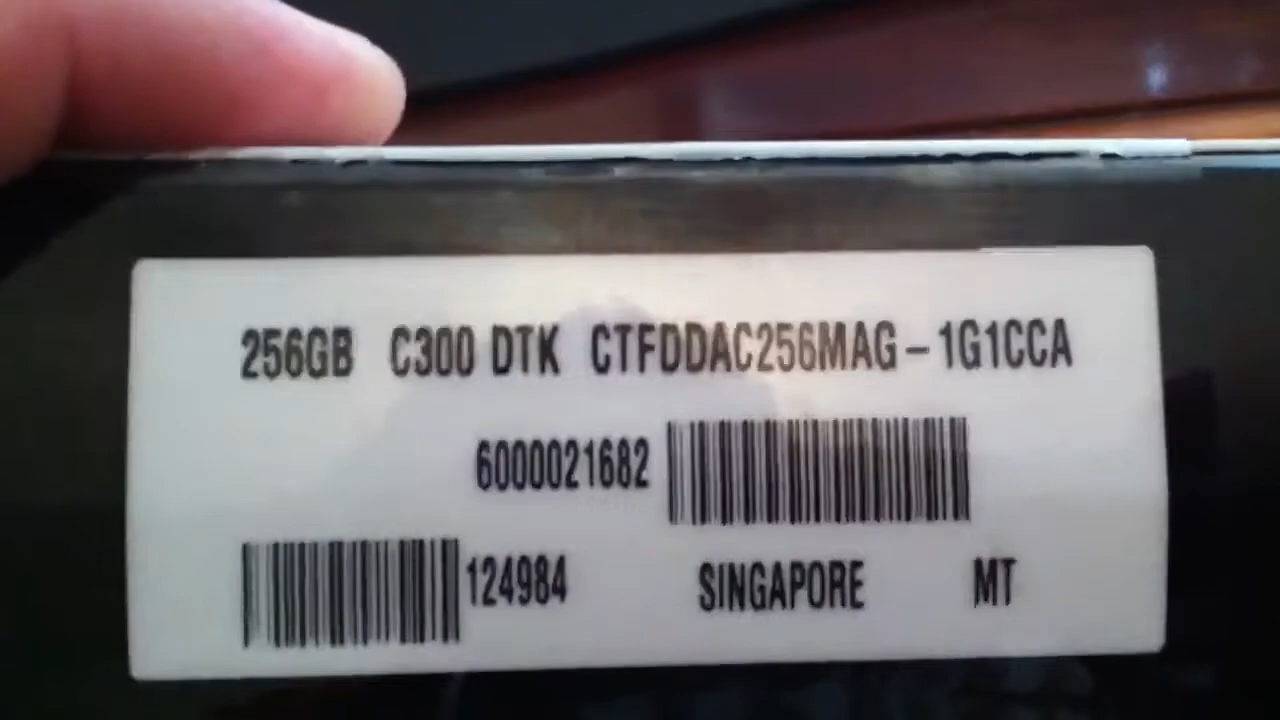 256GB C300 DTK CTFDDAC256MAG-1G1CCA
6000021682
124984 SINGAPORE MT